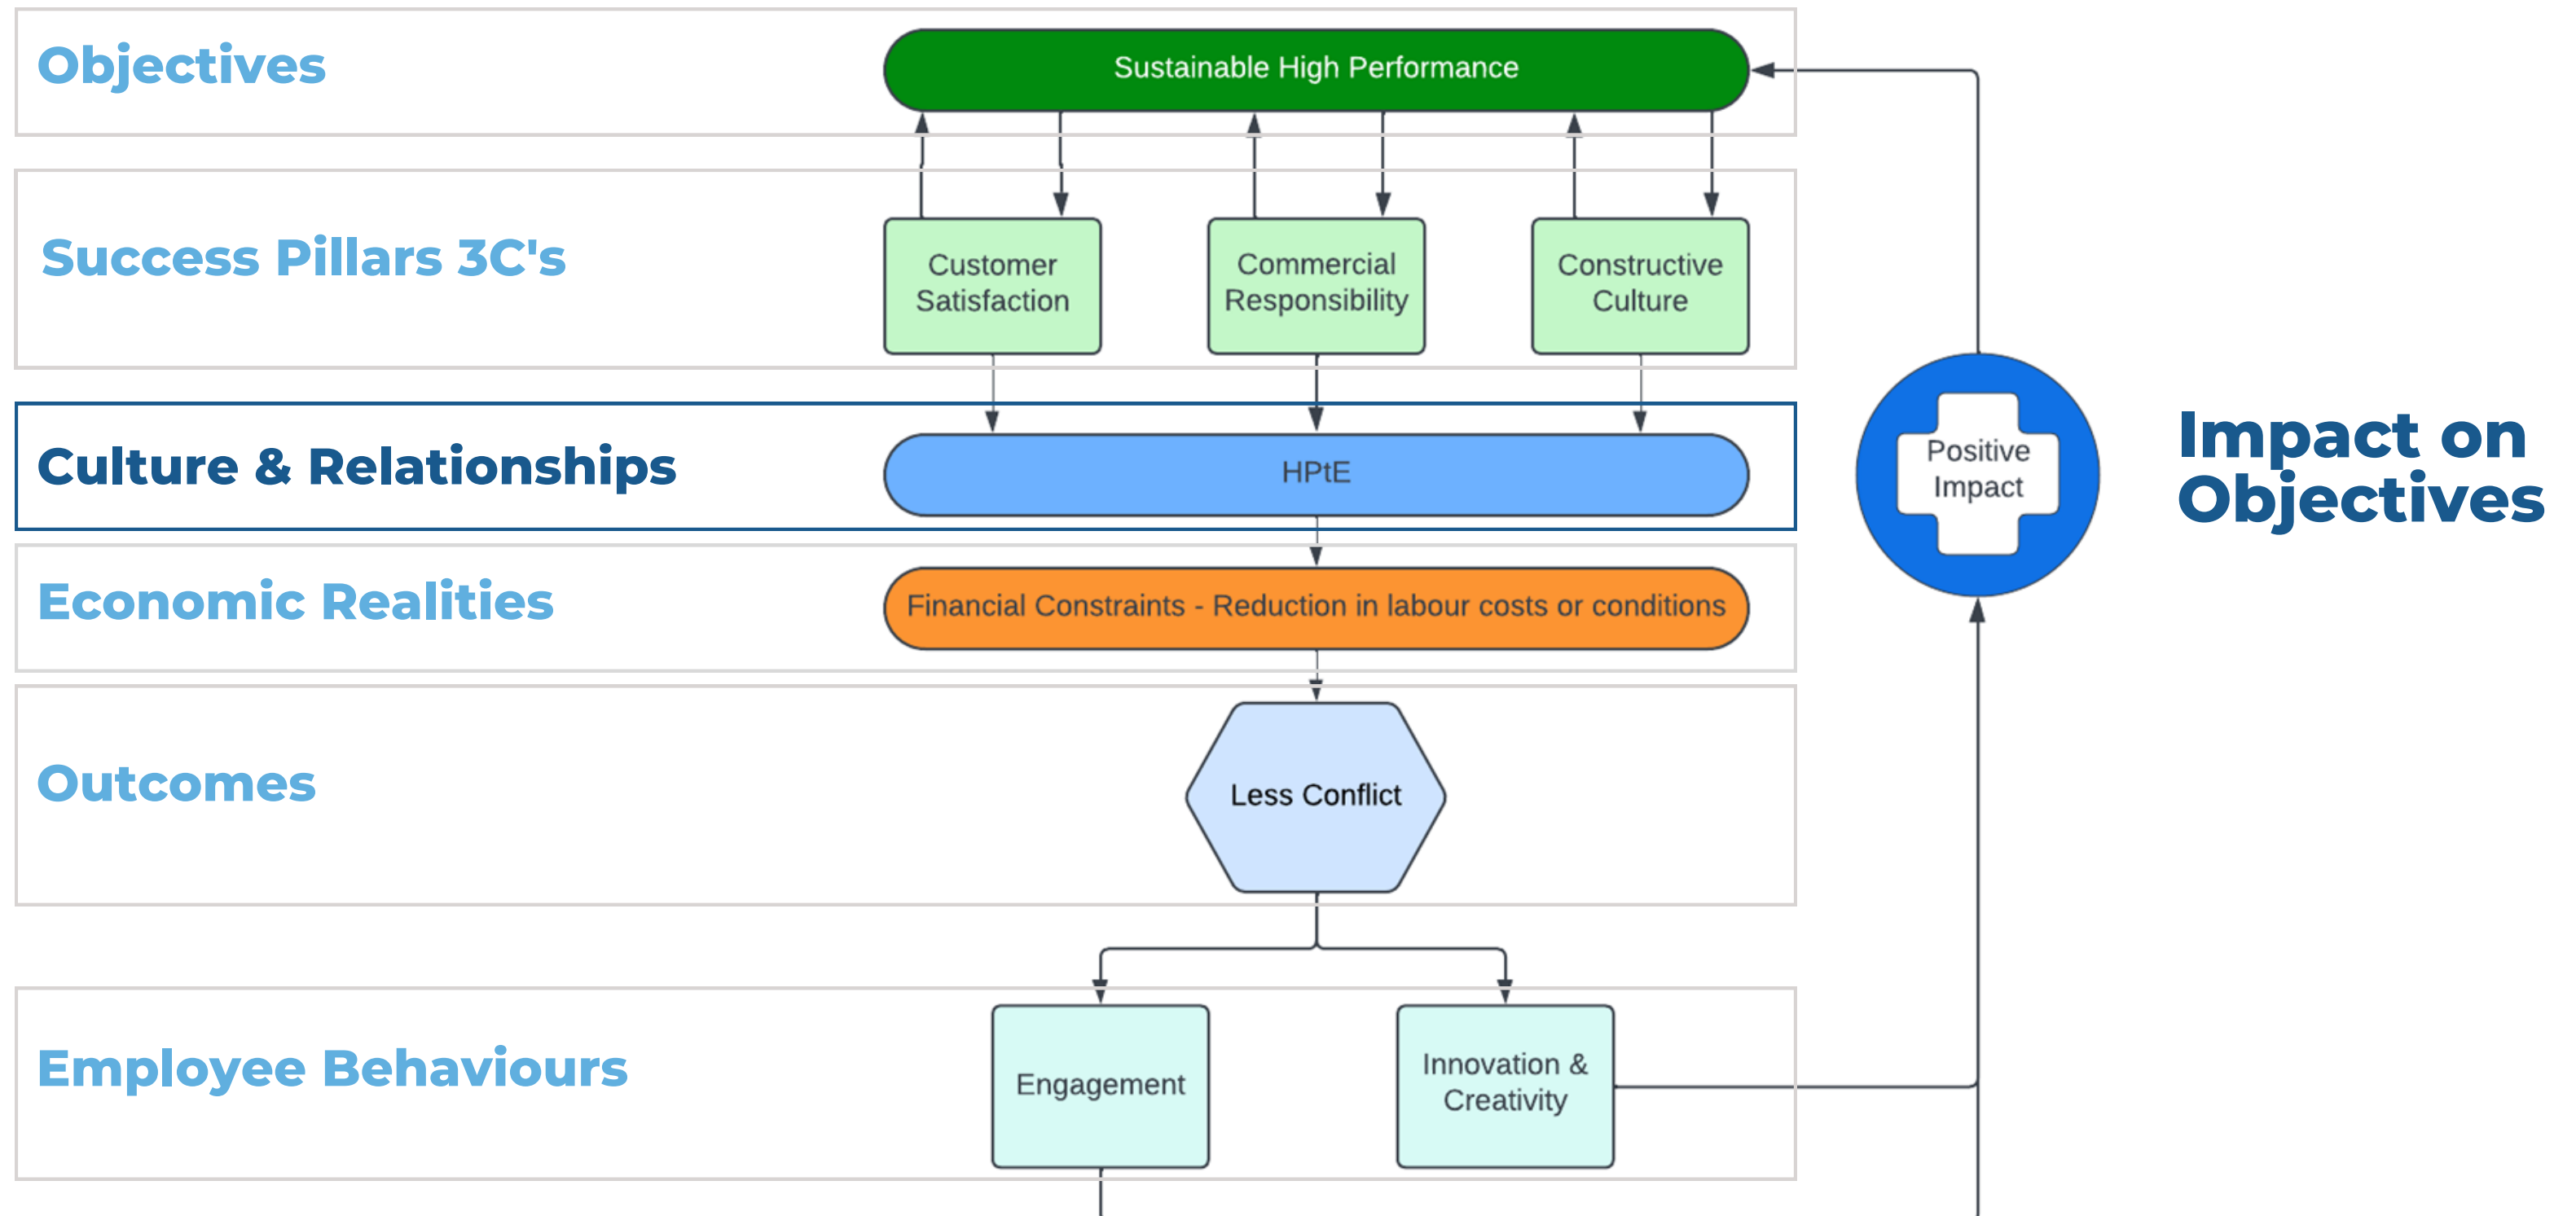 Objectives
Sustainable High Performance
Success Pillars 3C's
Customer
Satisfaction
Commercial
Responsibility
Constructive
Culture
Culture & Relationships
HPtE
Positive
Impact
Impact on
Objectives
Economic Realities
Financial Constraints - Reduction in labour costs or conditions
Outcomes
Less Conflict
Employee Behaviours
Engagement
Innovation &
Creativity